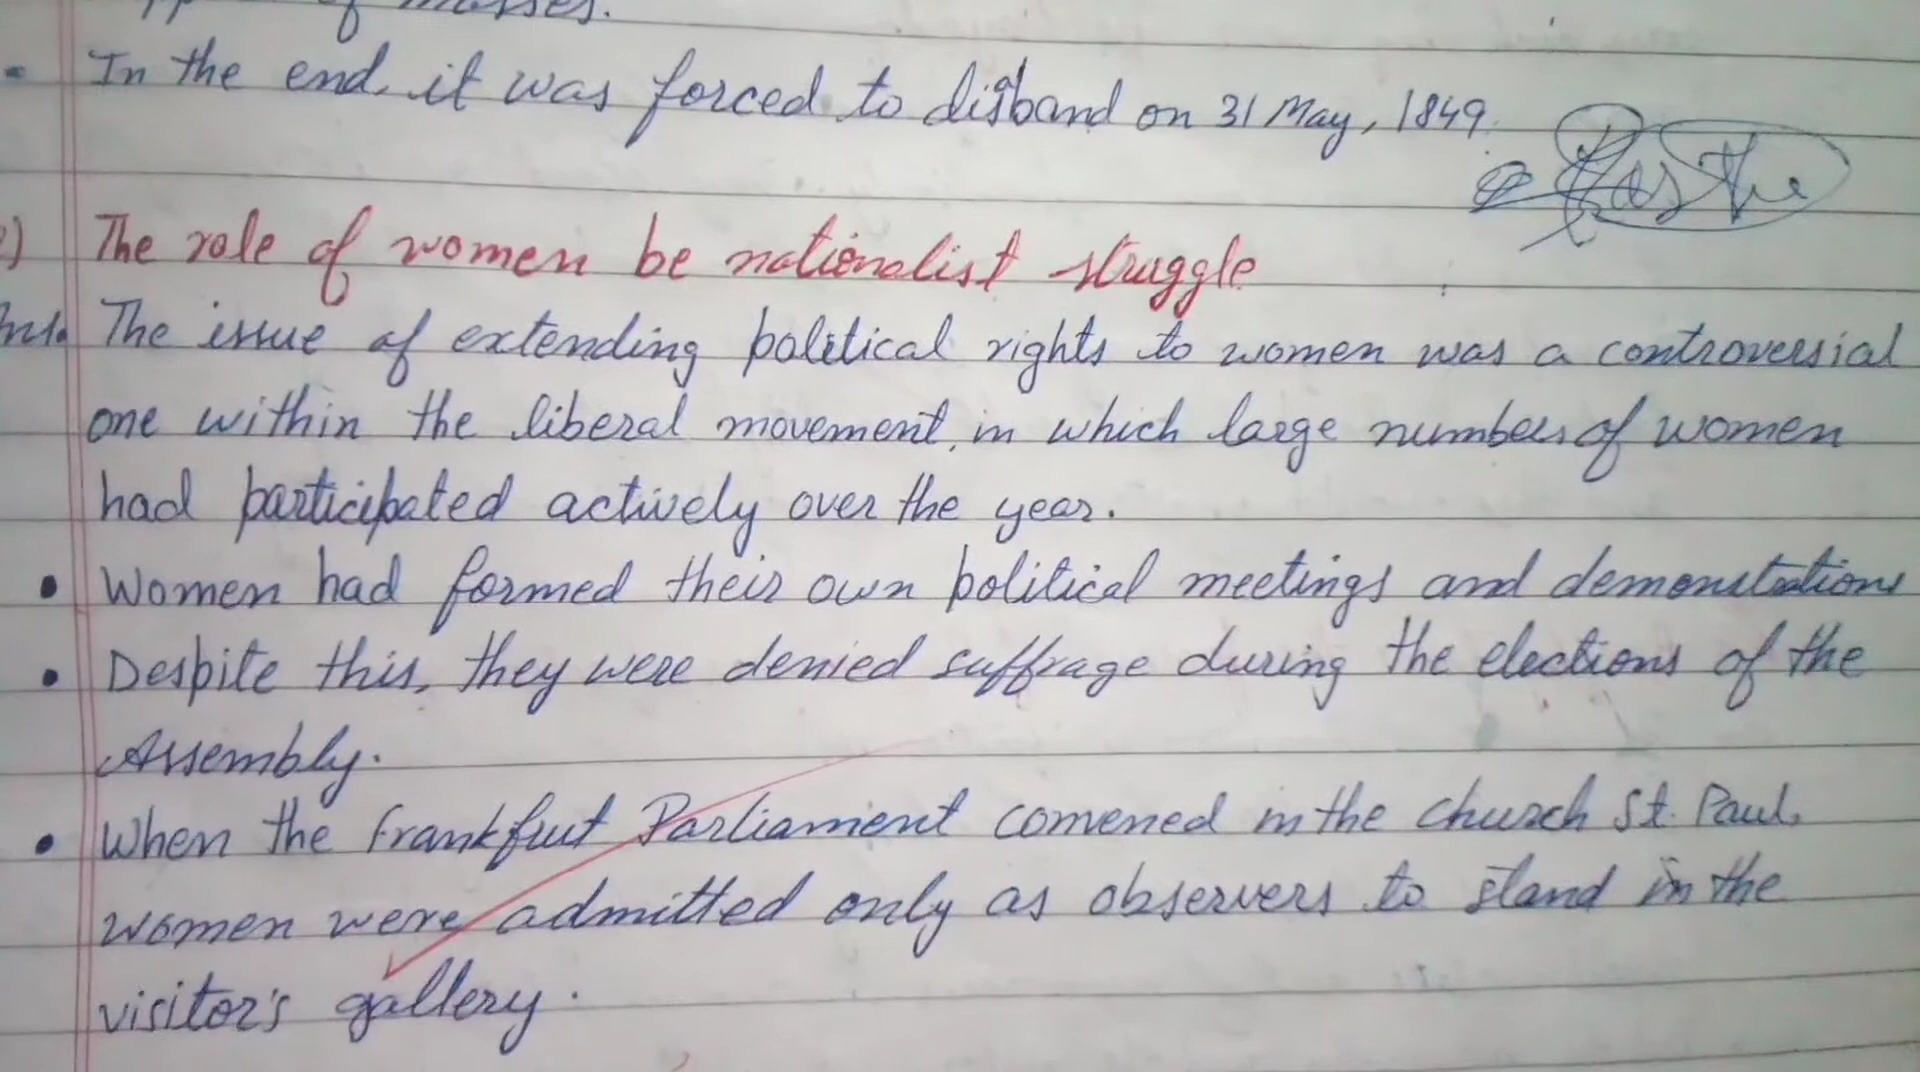 of masses.
- In the end, it was forced to disband on 31 May, 1849.
The role of women be nationalist struggle
Ans. The issue of extending political rights to women was a controversial
one within the liberal movement, in which large numbers of women
had participated actively over the year.
• Women had formed their own political meetings and demonstrations
• Despite this, they were denied suffrage during the elections of the
Assembly.
• When the Frankfurt Parliament comened in the church St. Paul,
women were admitted only as observers to stand in the
visitor's gallery.